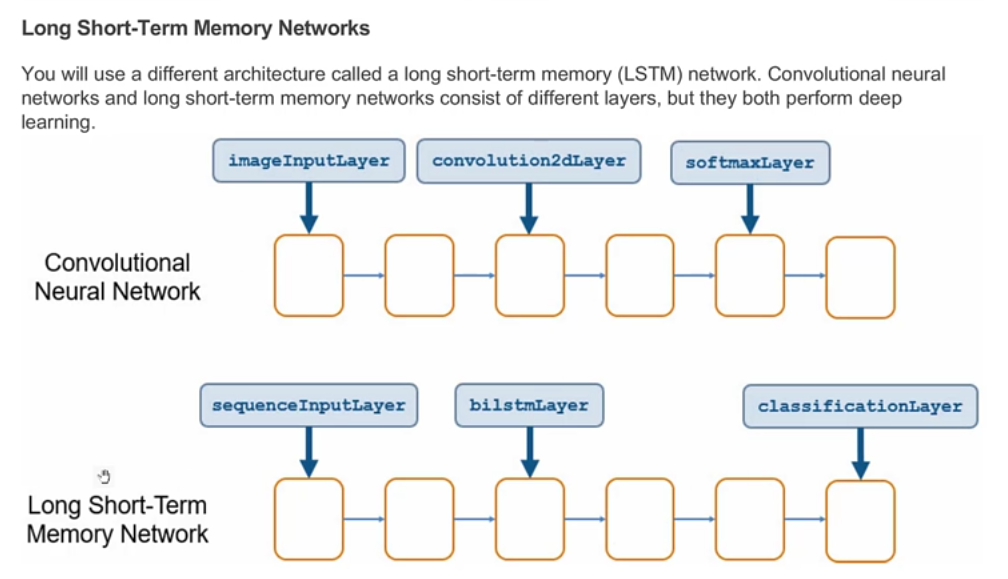 Long Short-Term Memory Networks
You will use a different architecture called a long short-term memory (LSTM) network. Convolutional neural
networks and long short-term memory networks consist of different layers, but they both perform deep
learning.
imageInputLayer
convolution2dLayer
softmaxLayer
Convolutional
Neural Network
sequenceInputLayer
bilstmLayer
classificationLayer
Long Short-Term
Memory Network